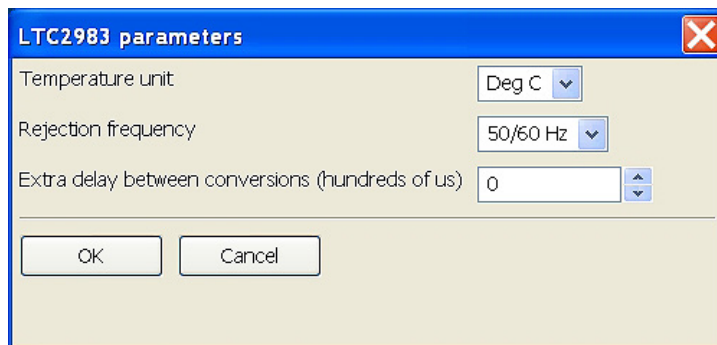 LTC2983 parameters
Temperature unit Deg C
Rejection frequency 50/60 Hz
Extra delay between conversions (hundreds of us) 0
OK Cancel